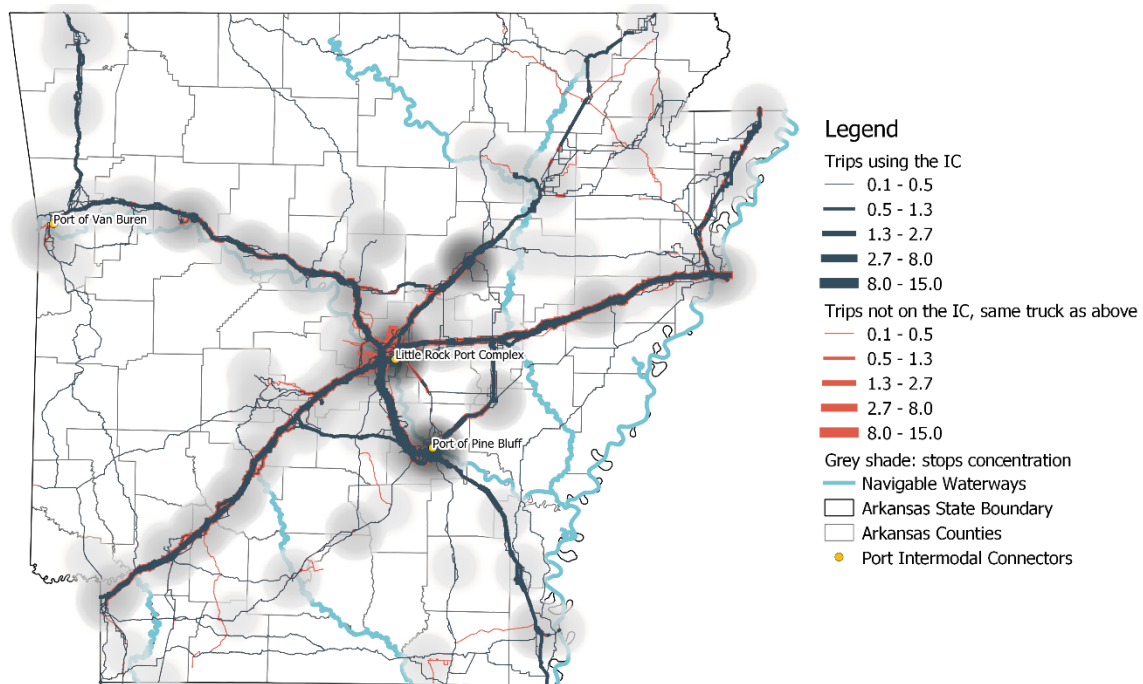 Port of Van Buren
Little Rock Port Complex
Port of Pine Bluff
Legend
Trips using the IC
0.1 - 0.5
0.5 - 1.3
1.3 - 2.7
2.7 - 8.0
8.0 - 15.0
Trips not on the IC, same truck as above
0.1 - 0.5
0.5 - 1.3
1.3 - 2.7
2.7 - 8.0
8.0 - 15.0
Grey shade: stops concentration
Navigable Waterways
Arkansas State Boundary
Arkansas Counties
Port Intermodal Connectors